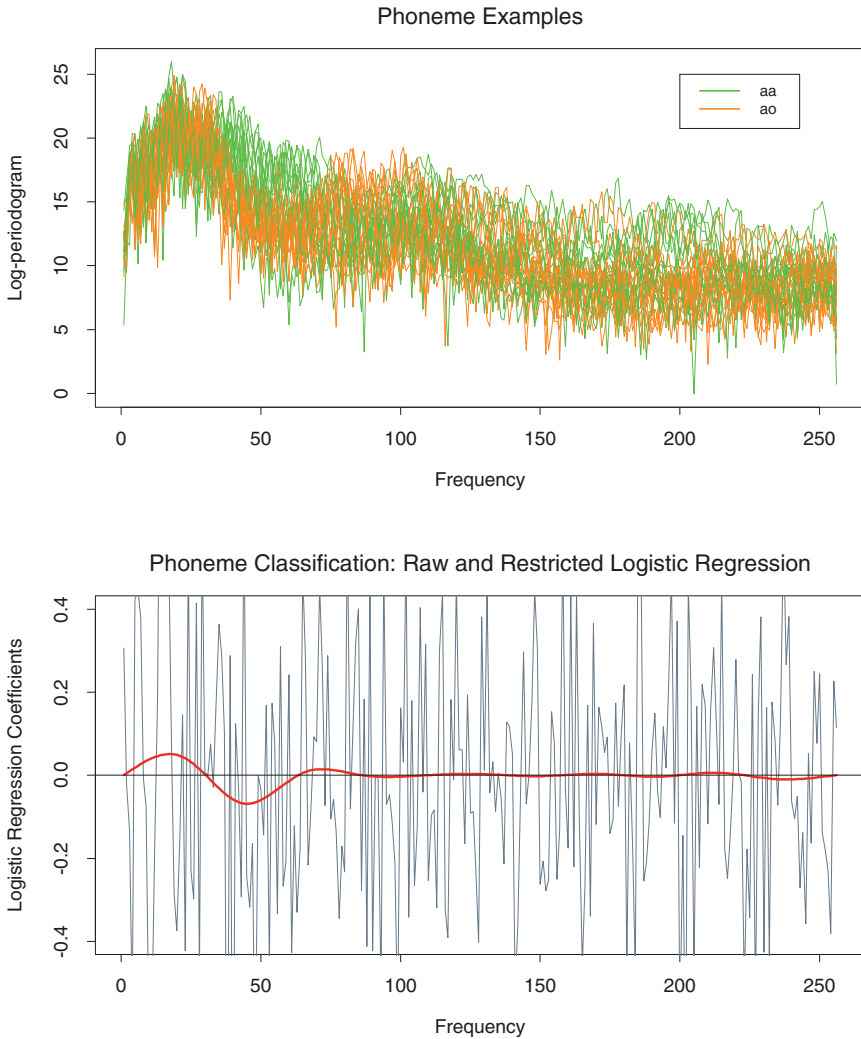 Phoneme Examples
25
20
15
10
5
0
Log-periodogram
aa
ao
0 50 100 150 200 250
Frequency
Phoneme Classification: Raw and Restricted Logistic Regression
0.4
0.2
0.0
-0.2
-0.4
Logistic Regression Coefficients
0 50 100 150 200 250
Frequency